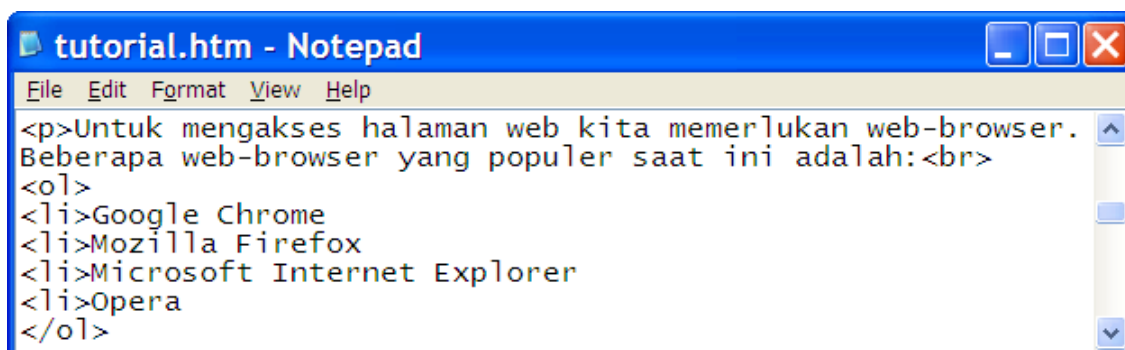 tutorial.htm - Notepad
File Edit Format View Help
<p>Untuk mengakses halaman web kita memerlukan web-browser.
Beberapa web-browser yang populer saat ini adalah:<br>
<ol>
<li>Google Chrome
<li>Mozilla Firefox
<li>Microsoft Internet Explorer
<li>Opera
</ol>